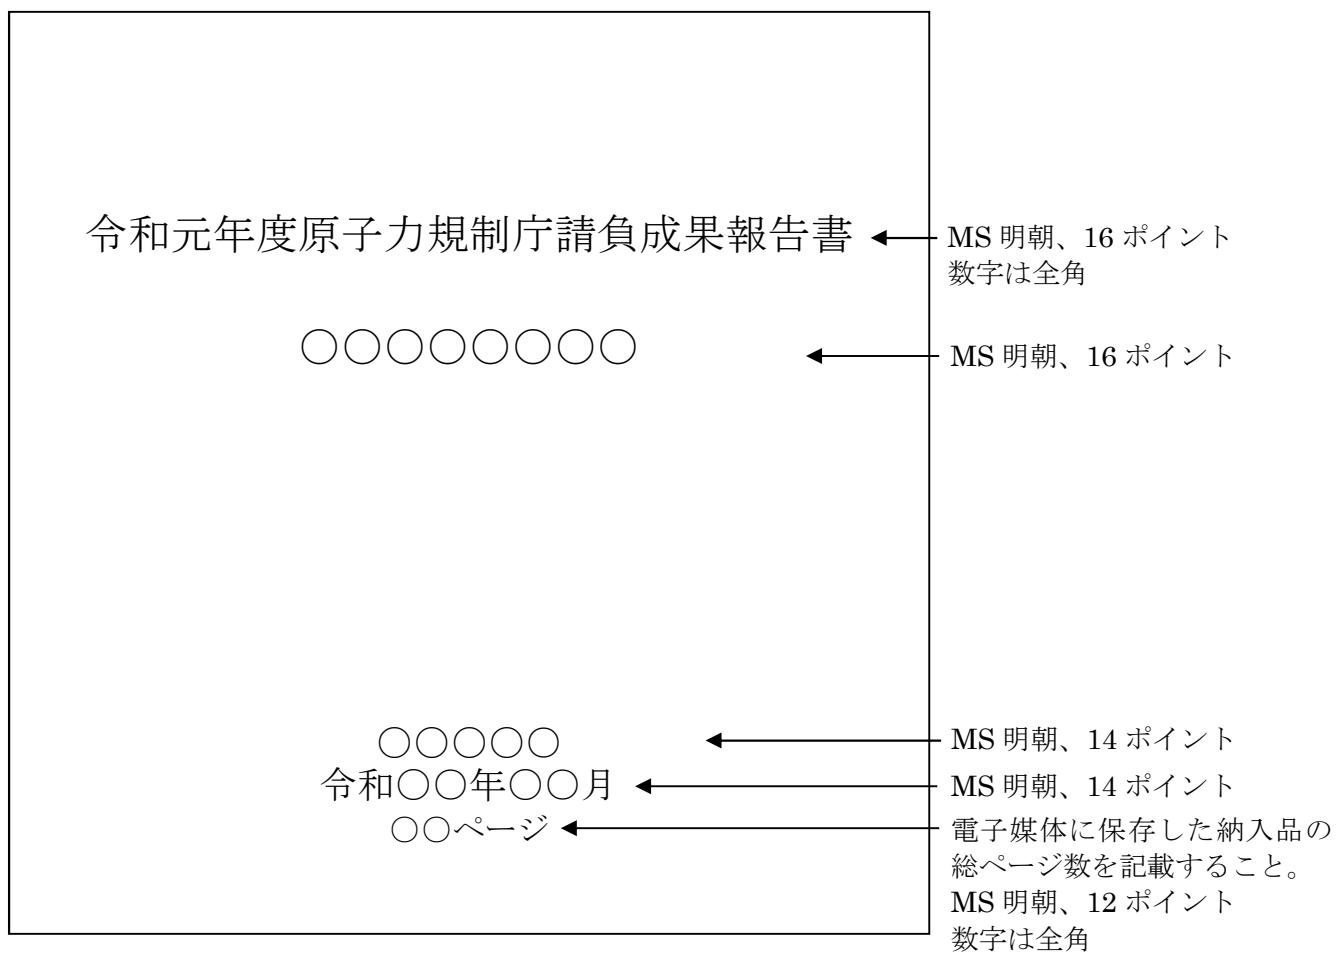 令和元年度原子力規制庁請負成果報告書
MS 明朝、16 ポイント
数字は全角
○○○○○○○○
MS 明朝、16 ポイント
○○○○○
MS 明朝、14 ポイント
令和○○年○○月
MS 明朝、14 ポイント
○○ページ
電子媒体に保存した納入品の
総ページ数を記載すること。
MS 明朝、12 ポイント
数字は全角